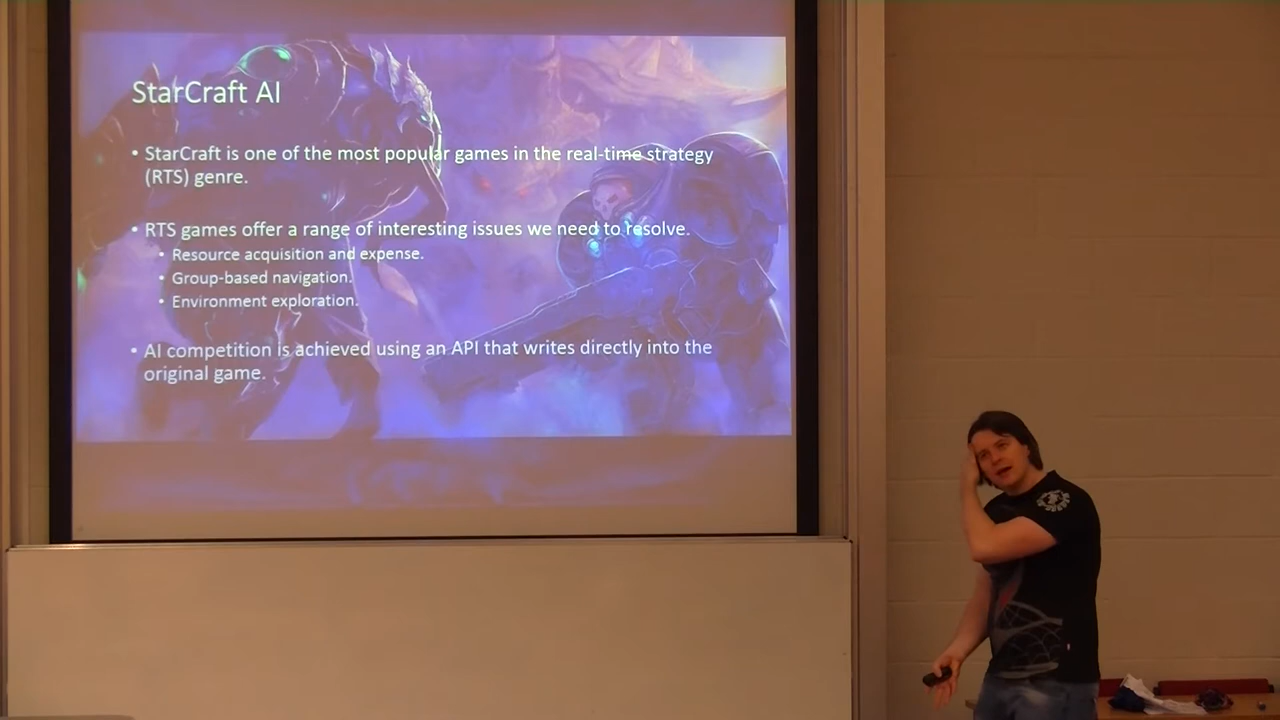 StarCraft AI
• StarCraft is one of the most popular games in the real-time strategy
(RTS) genre.
• RTS games offer a range of interesting issues we need to resolve.
• Resource acquisition and expense.
• Group-based navigation.
• Environment exploration.
• AI competition is achieved using an API that writes directly into the
original game.